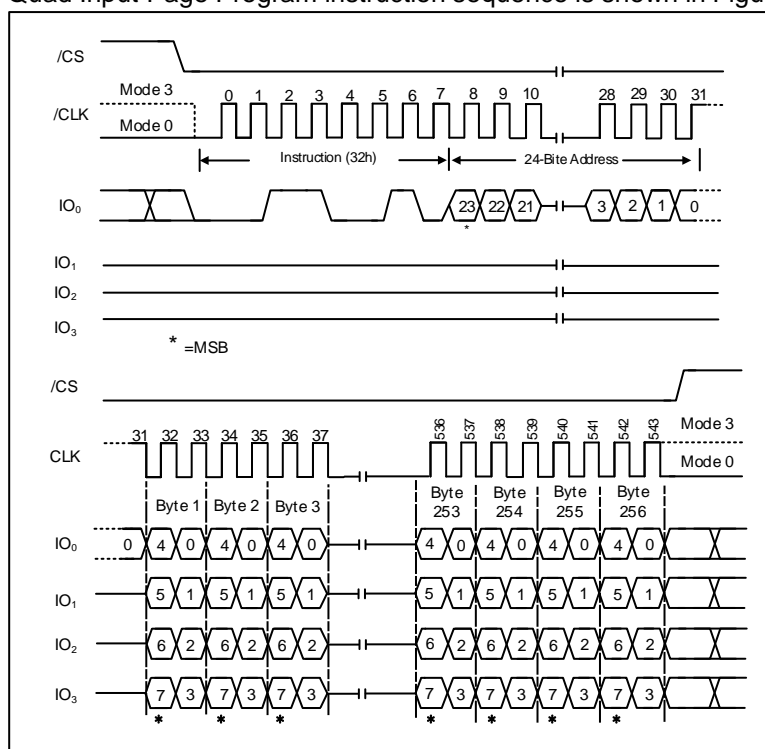 Quad Input Page Program instruction sequence is shown in Figu
/CS
Mode 3
0 1 2 3 4 5 6 7 8 9 10 28 29 30 31
/CLK
Mode 0
Instruction (32h) 24-Bite Address
IO0 23 22 21 3 2 1 0
*
IO1
IO2
IO3
* =MSB
/CS
31 32 33 34 35 36 37 536 537 538 539 540 541 542 543 Mode 3
CLK
Mode 0
Byte 1 Byte 2 Byte 3 Byte 253 Byte 254 Byte 255 Byte 256
IO0 0 4 0 4 0 4 0 4 0 4 0 4 0 4 0
IO1 5 1 5 1 5 1 5 1 5 1 5 1 5 1
IO2 6 2 6 2 6 2 6 2 6 2 6 2 6 2
IO3 7 3 7 3 7 3 7 3 7 3 7 3 7 3
* * * * * * *